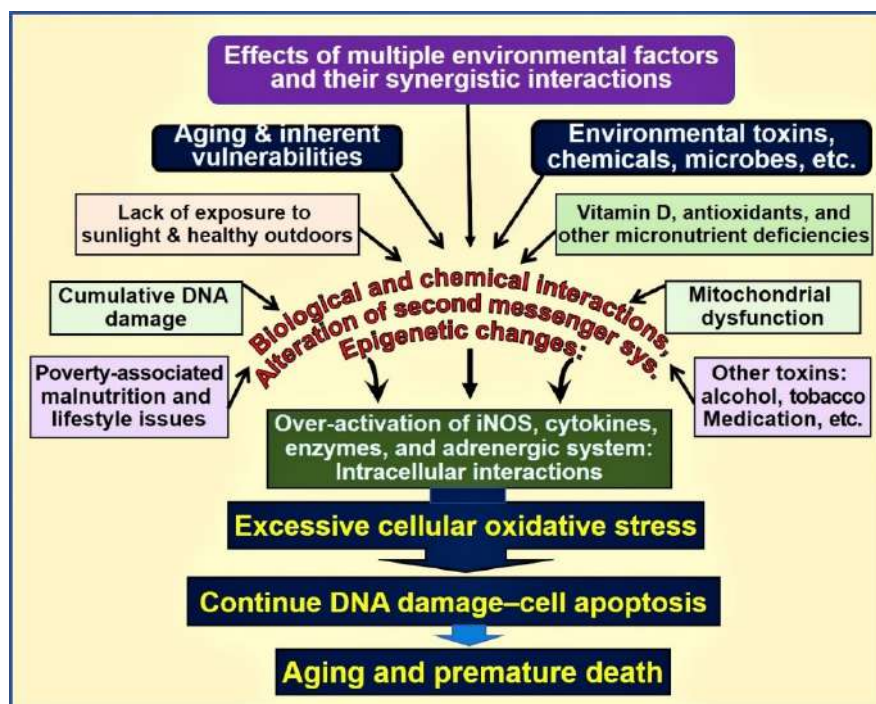 Effects of multiple environmental factors
and their synergistic interactions
Aging & inherent
vulnerabilities
Environmental toxins,
chemicals, microbes, etc.
Lack of exposure to
sunlight & healthy outdoors
Vitamin D, antioxidants, and
other micronutrient deficiencies
Cumulative DNA
damage
Biological and chemical interactions,
Alteration of second messenger sys.
Epigenetic changes:
Mitochondrial
dysfunction
Poverty-associated
malnutrition and
lifestyle issues
Other toxins:
alcohol, tobacco
Medication, etc.
Over-activation of iNOS, cytokines,
enzymes, and adrenergic system:
Intracellular interactions
Excessive cellular oxidative stress
Continue DNA damage–cell apoptosis
Aging and premature death